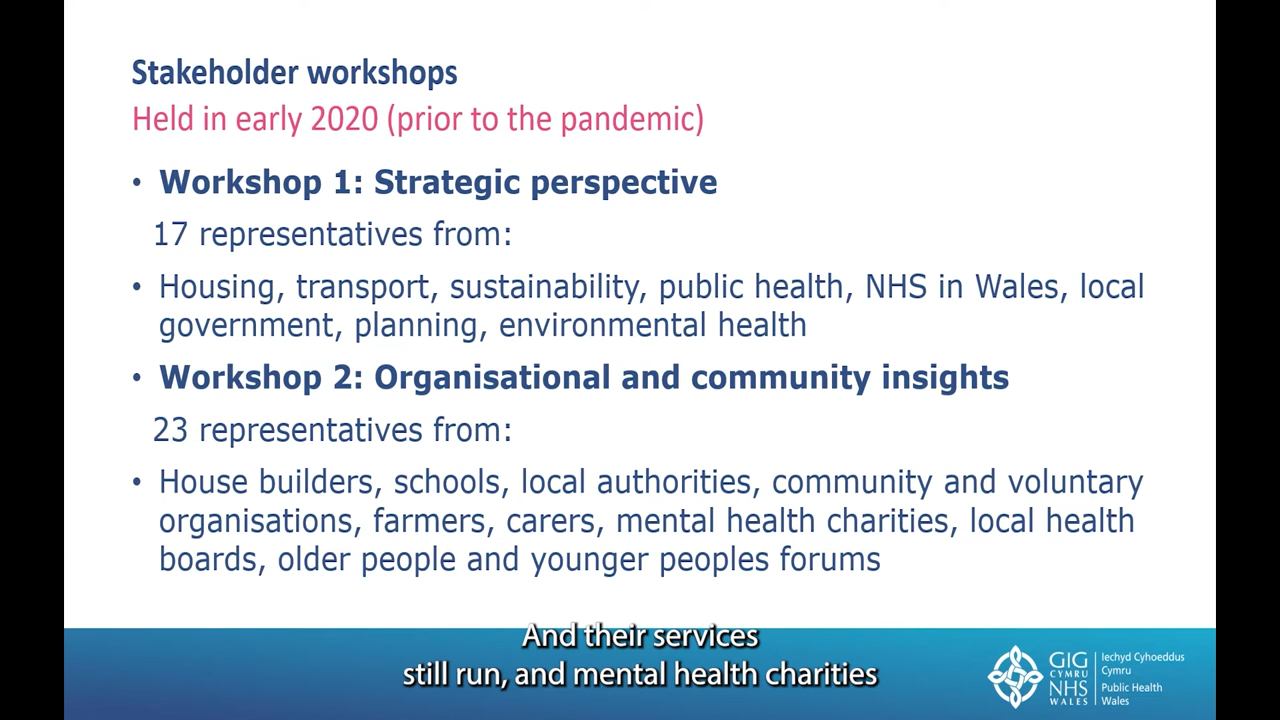 Stakeholder workshops
Held in early 2020 (prior to the pandemic)
• Workshop 1: Strategic perspective
17 representatives from:
• Housing, transport, sustainability, public health, NHS in Wales, local
government, planning, environmental health
• Workshop 2: Organisational and community insights
23 representatives from:
• House builders, schools, local authorities, community and voluntary
organisations, farmers, carers, mental health charities, local health
boards, older people and younger peoples forums
And their services
still run, and mental health charities
GIG
CYMRU
NHS
WALES
Iechyd Cyhoeddus
Cymru
Public Health
Wales